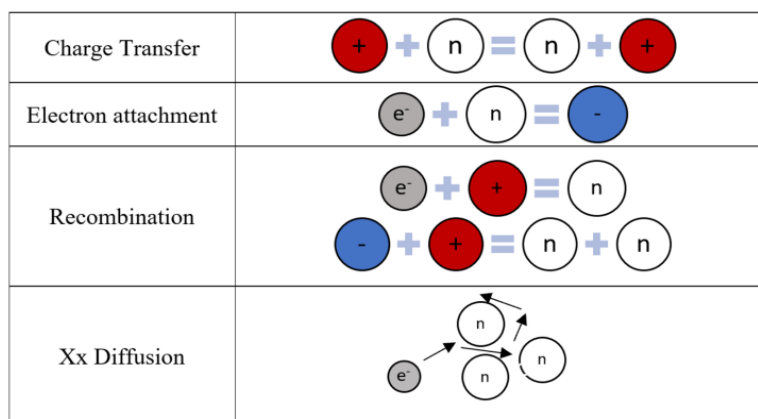 Charge Transfer
+ + n = n + +
Electron attachment
e- + n = -
Recombination
e- + + = n
- + + = n + n
Xx Diffusion
n
e-
n
n